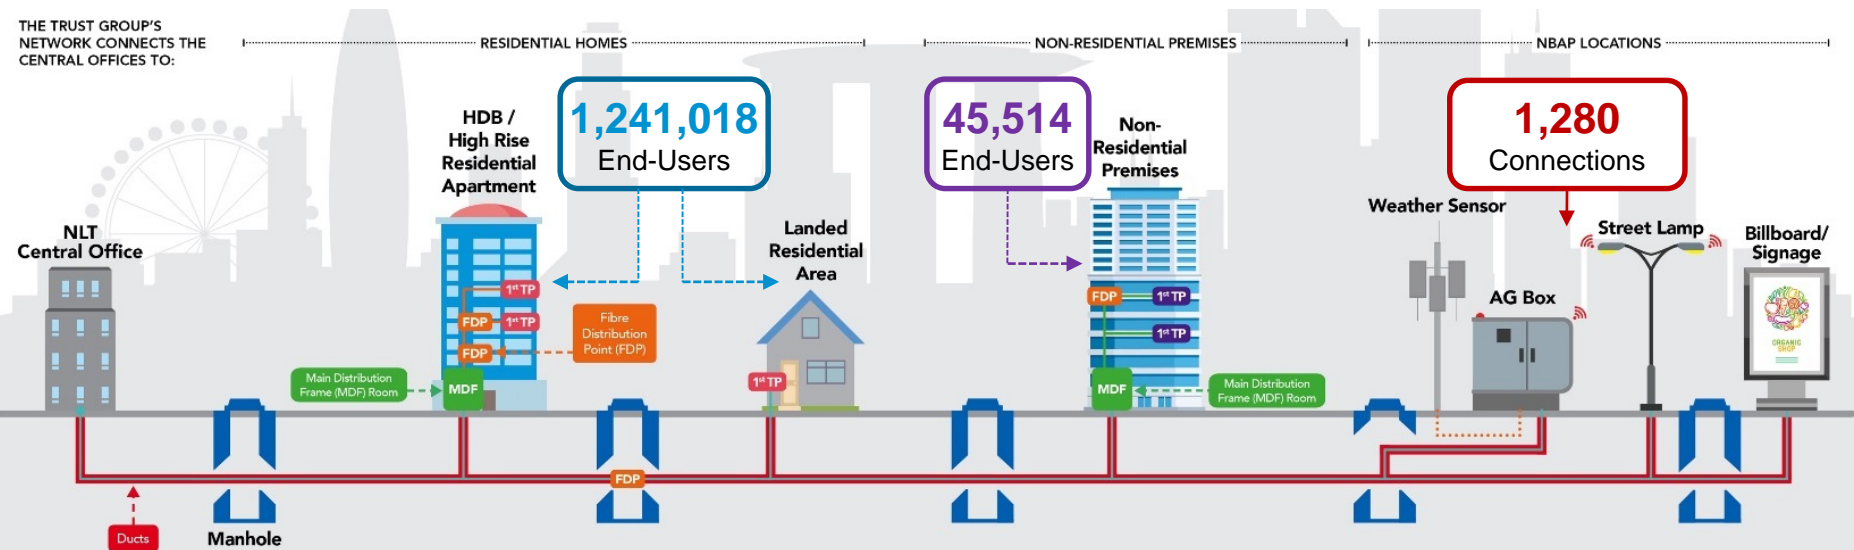 THE TRUST GROUP'S
NETWORK CONNECTS THE
CENTRAL OFFICES TO:
RESIDENTIAL HOMES
NON-RESIDENTIAL PREMISES
NBAP LOCATIONS
1,241,018
End-Users
45,514
End-Users
1,280
Connections
NLT
Central Office
HDB /
High Rise
Residential
Apartment
Landed
Residential
Area
Non-
Residential
Premises
Weather Sensor
AG Box
Street Lamp
Billboard/
Signage
1st TP
FDP
1st TP
FDP
MDF
Fibre
Distribution
Point (FDP)
Main Distribution
Frame (MDF) Room
1st TP
FDP
1st TP
1st TP
MDF
Main Distribution
Frame (MDF) Room
ORGANIC
SHOP
FDP
Ducts
Manhole